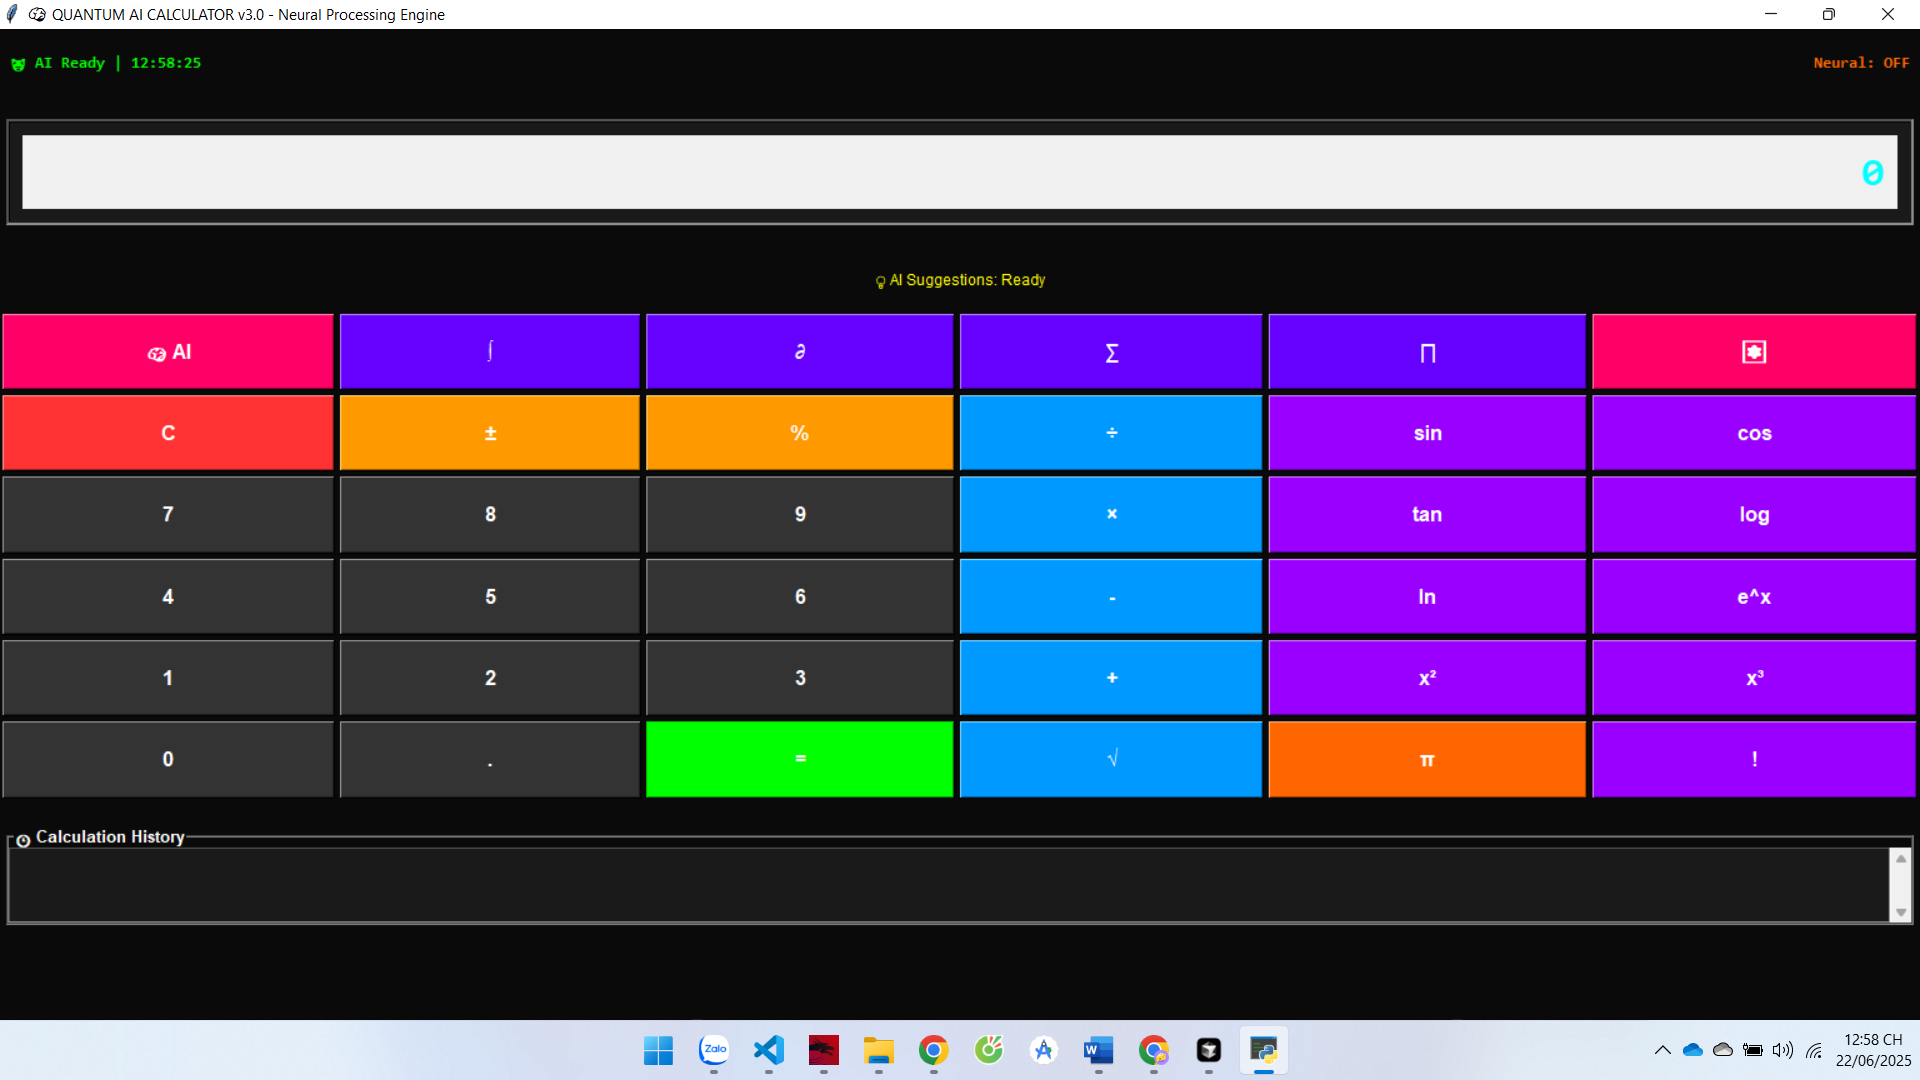 QUANTUM AI CALCULATOR v3.0 - Neural Processing Engine
AI Ready | 12:58:25
Neural: OFF
0
AI Suggestions: Ready
AI ∫ ∂ ∑ ∏
C ± % ÷ sin cos
7 8 9 × tan log
4 5 6 - ln e^x
1 2 3 + x² x³
0 . = √ π !
Calculation History
Zalo
W
12:58 CH
22/06/2025